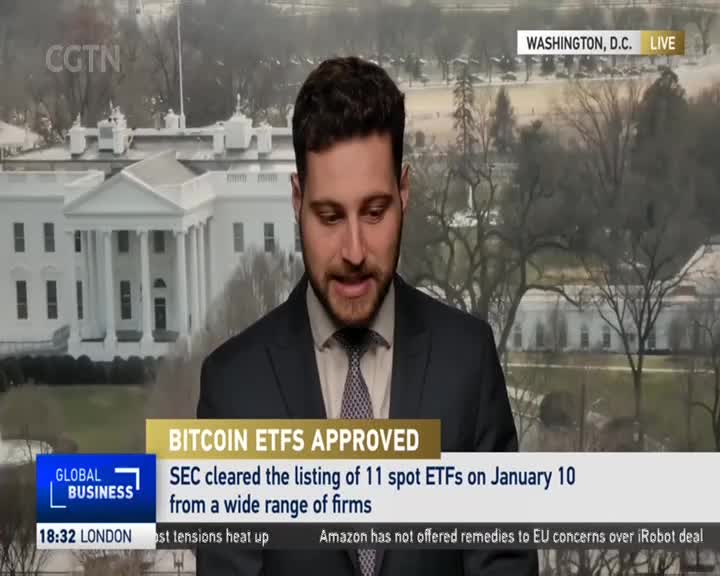 CGTN
WASHINGTON, D.C. LIVE
BITCOIN ETFS APPROVED
GLOBAL
BUSINESS
SEC cleared the listing of 11 spot ETFs on January 10
from a wide range of firms
18:32 LONDON
tensions heat up Amazon has not offered remedies to EU concerns over iRobot deal